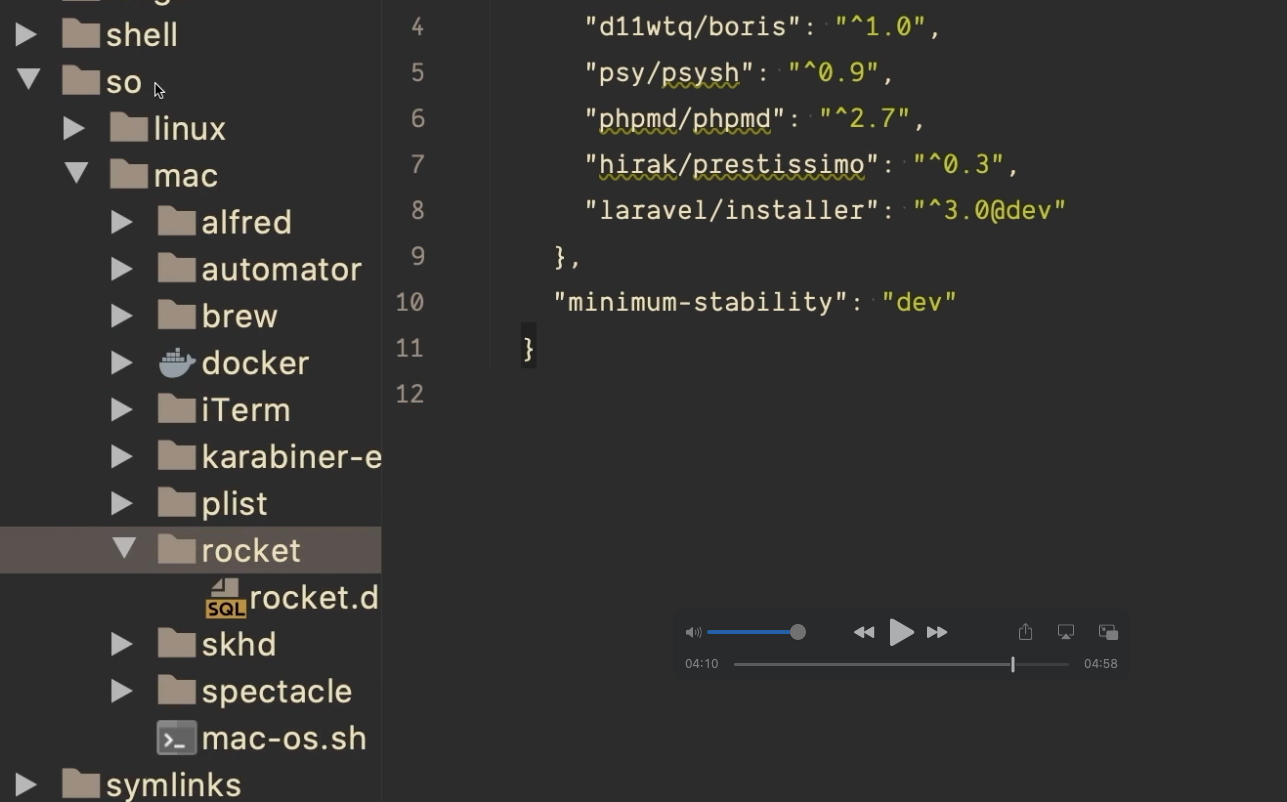 shell
so
linux
mac
alfred
automator
brew
docker
iTerm
karabiner-e
plist
rocket
SQL rocket.d
skhd
spectacle
mac-os.sh
symlinks
4 "d11wtq/boris": "^1.0",
5 "psy/psysh": "^0.9",
6 "phpmd/phpmd": "^2.7",
7 "hirak/prestissimo": "^0.3",
8 "laravel/installer": "^3.0@dev"
9 },
10 "minimum-stability": "dev"
11 }
12
04:10 04:58